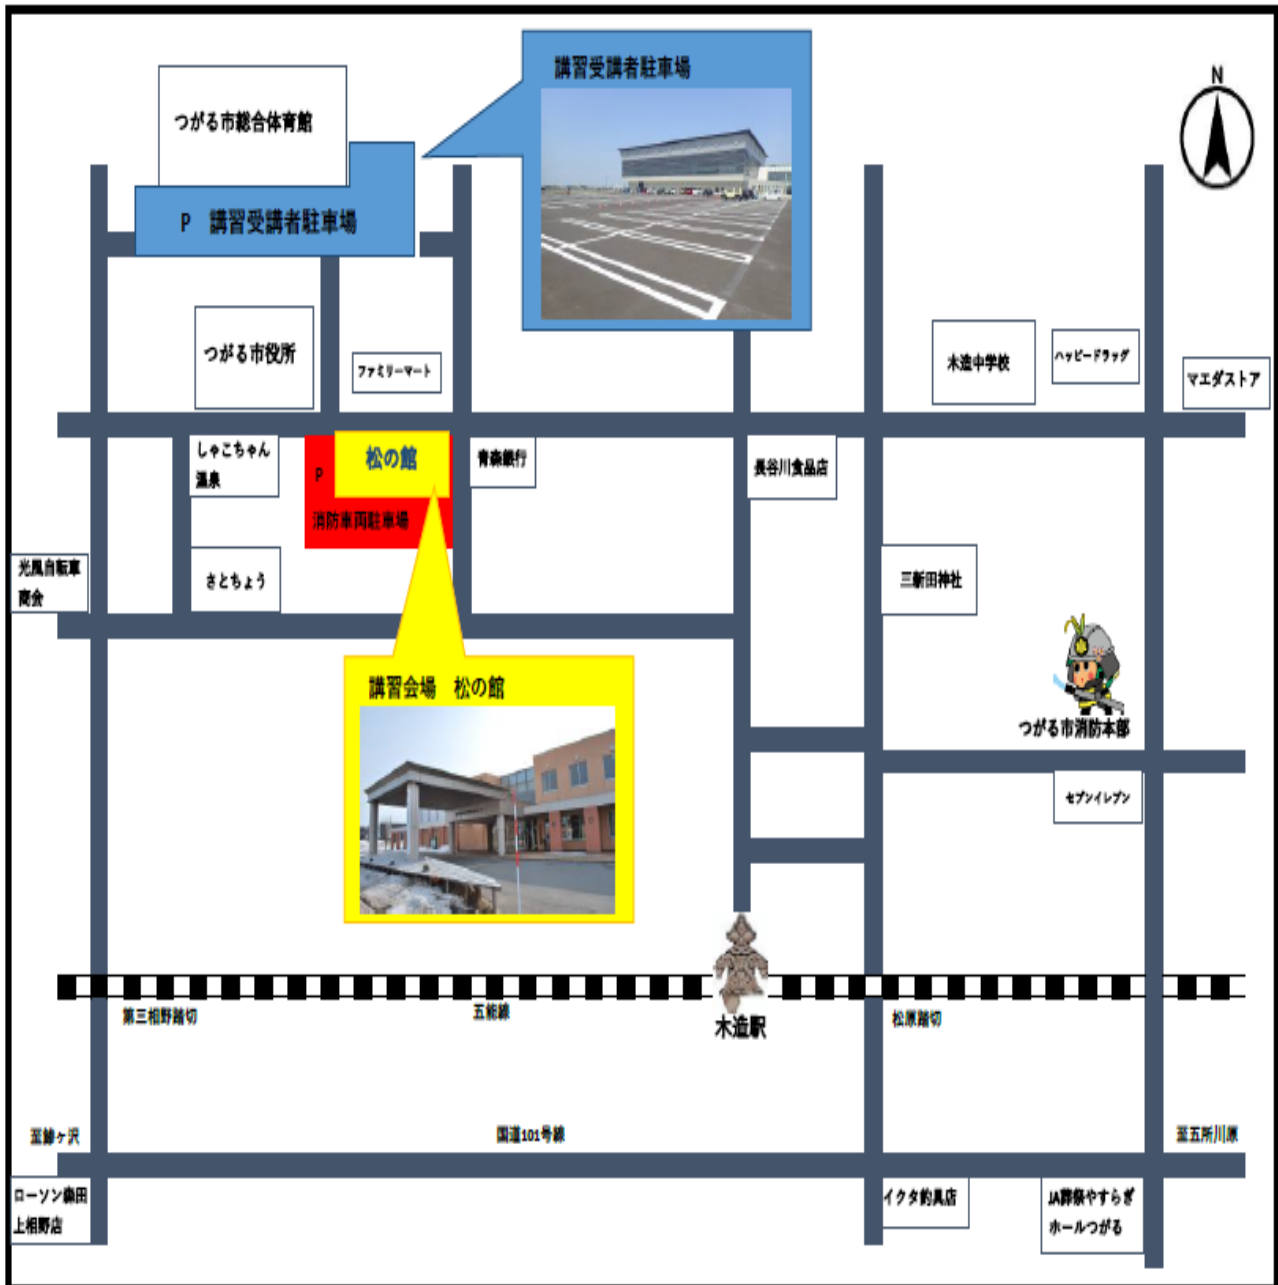 講習受講者駐車場
N
つがる市総合体育館
P 講習受講者駐車場
つがる市役所
ファミリーマート
木造中学校
ハッピードラッグ
マエダストア
しゃこちゃん
温泉
P
松の館
消防車両駐車場
青森銀行
長谷川食品店
光風自転車
商会
さとちょう
三新田神社
講習会場 松の館
つがる市消防本部
セブンイレブン
第三相野踏切
五能線
木造駅
松原踏切
至鰺ヶ沢
国道101号線
至五所川原
ローソン森田
上相野店
イクタ釣具店
JA葬祭やすらぎ
ホールつがる